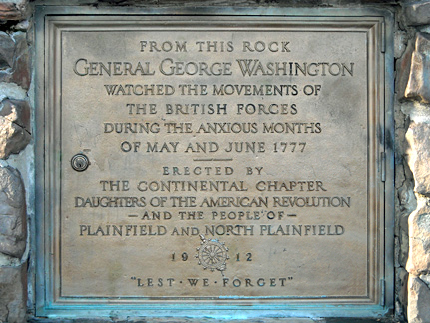 FROM THIS ROCK
GENERAL GEORGE WASHINGTON
WATCHED THE MOVEMENTS OF
THE BRITISH FORCES
DURING THE ANXIOUS MONTHS
OF MAY AND JUNE 1777
ERECTED BY
THE CONTINENTAL CHAPTER
DAUGHTERS OF THE AMERICAN REVOLUTION
—AND THE PEOPLE OF—
PLAINFIELD AND NORTH PLAINFIELD
19 12
"LEST·WE·FORGET"